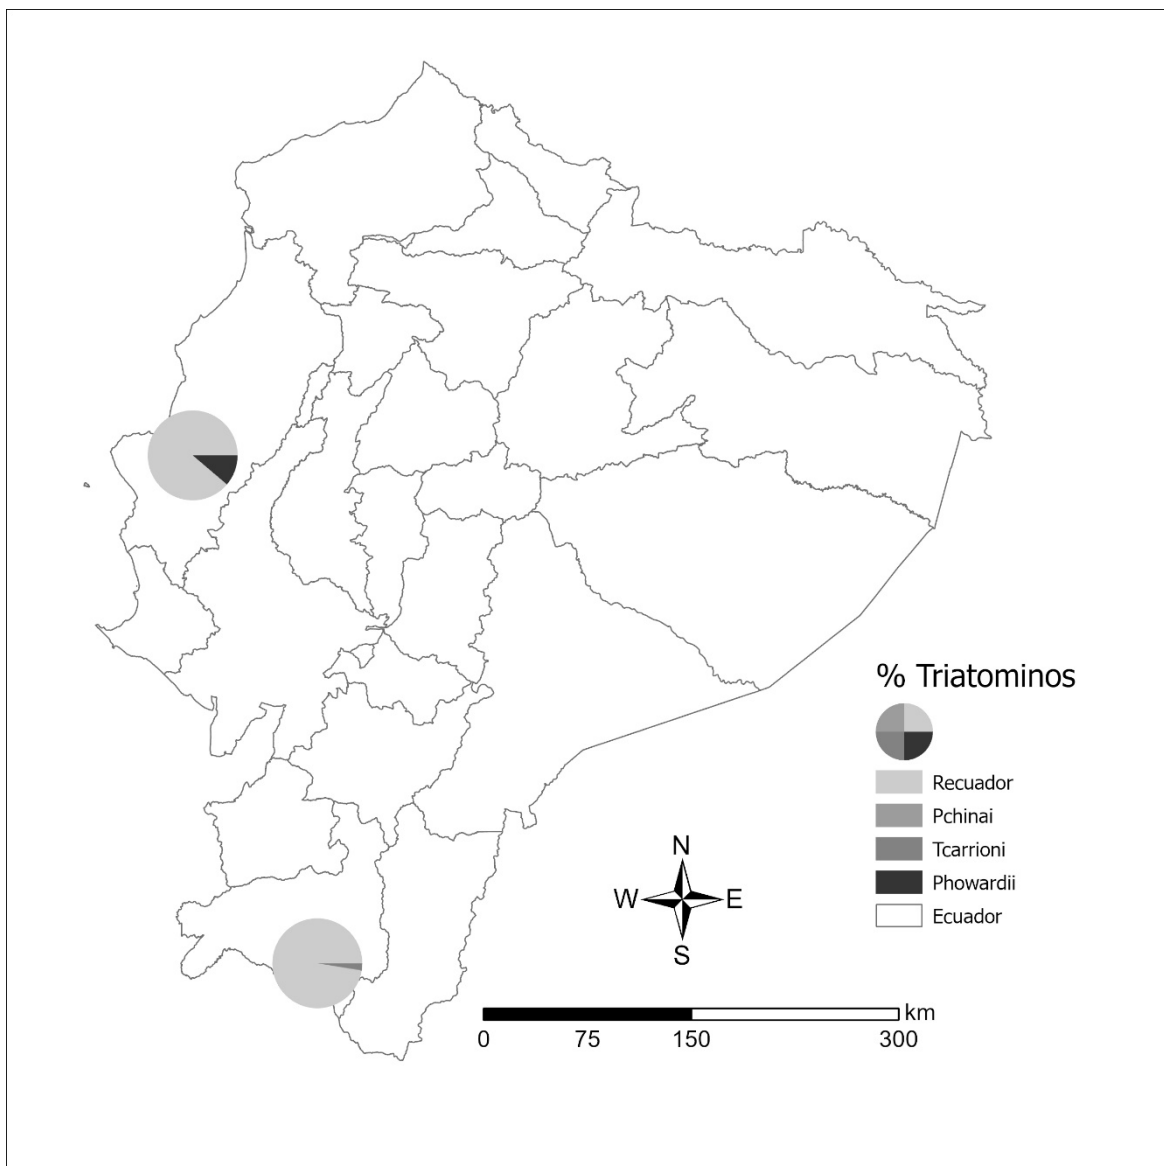 % Triatominos
Recuador
Pchinai
Tcarrioni
Phowardii
Ecuador
N
W E
S
km
0 75 150 300